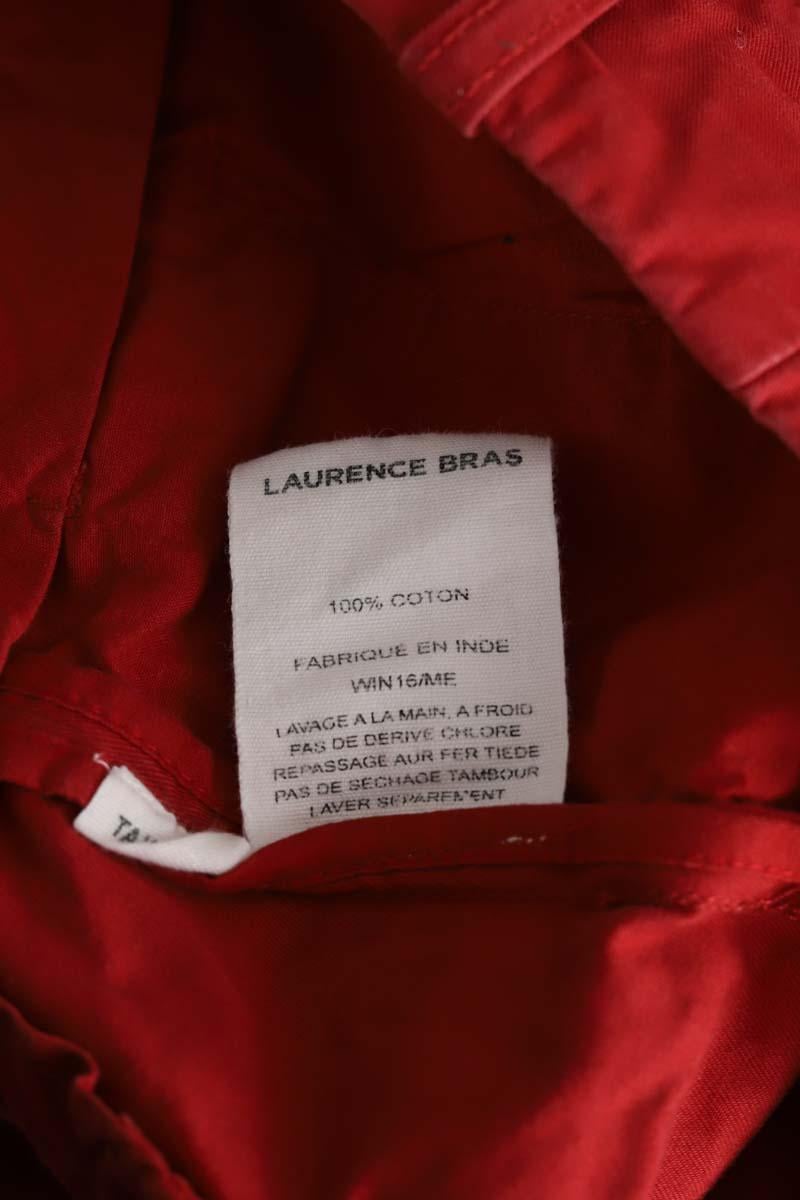 LAURENCE BRAS
100% COTON
FABRIQUE EN INDE
WIN16/ME
LAVAGE A LA MAIN, A FROID
PAS DE DERIVE CHLORE
REPASSAGE AUR FER TIEDE
PAS DE SECHAGE TAMBOUR
LAVER SEPAREMENT